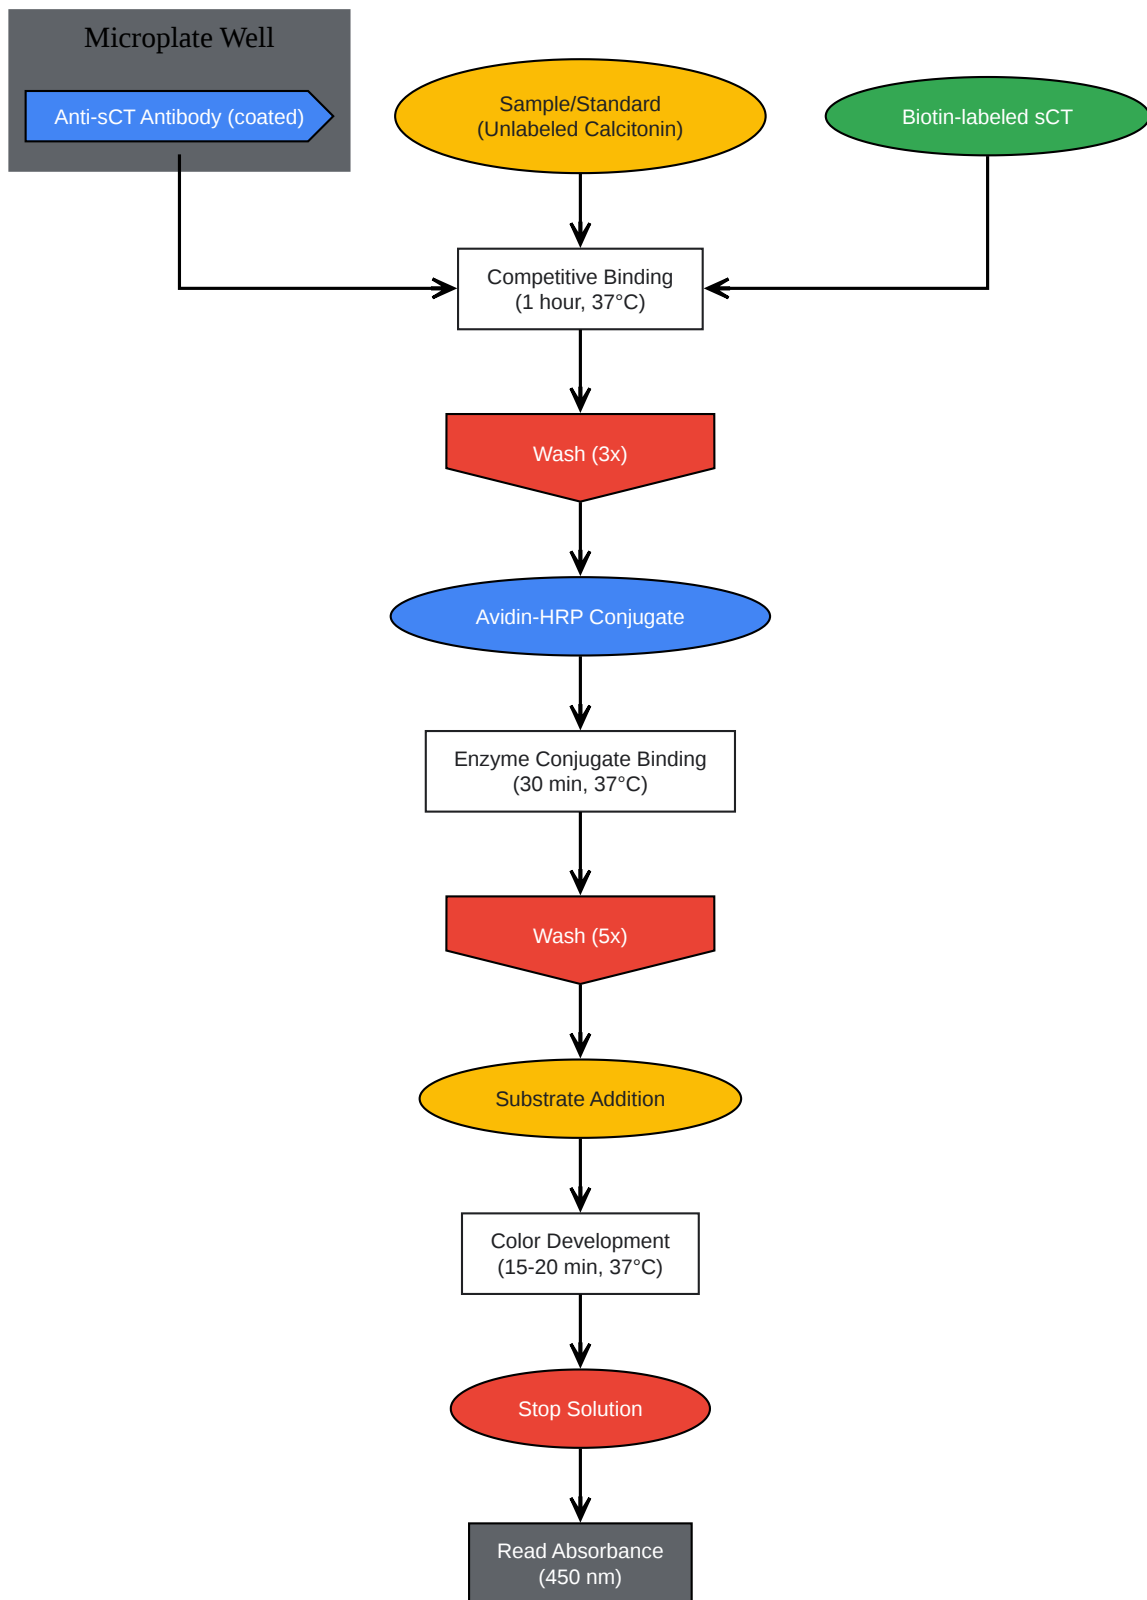 Microplate Well
Anti-sCT Antibody (coated)
Sample/Standard
(Unlabeled Calcitonin)
Biotin-labeled sCT
Competitive Binding
(1 hour, 37°C)
Wash (3x)
Avidin-HRP Conjugate
Enzyme Conjugate Binding
(30 min, 37°C)
Wash (5x)
Substrate Addition
Color Development
(15-20 min, 37°C)
Stop Solution
Read Absorbance
(450 nm)